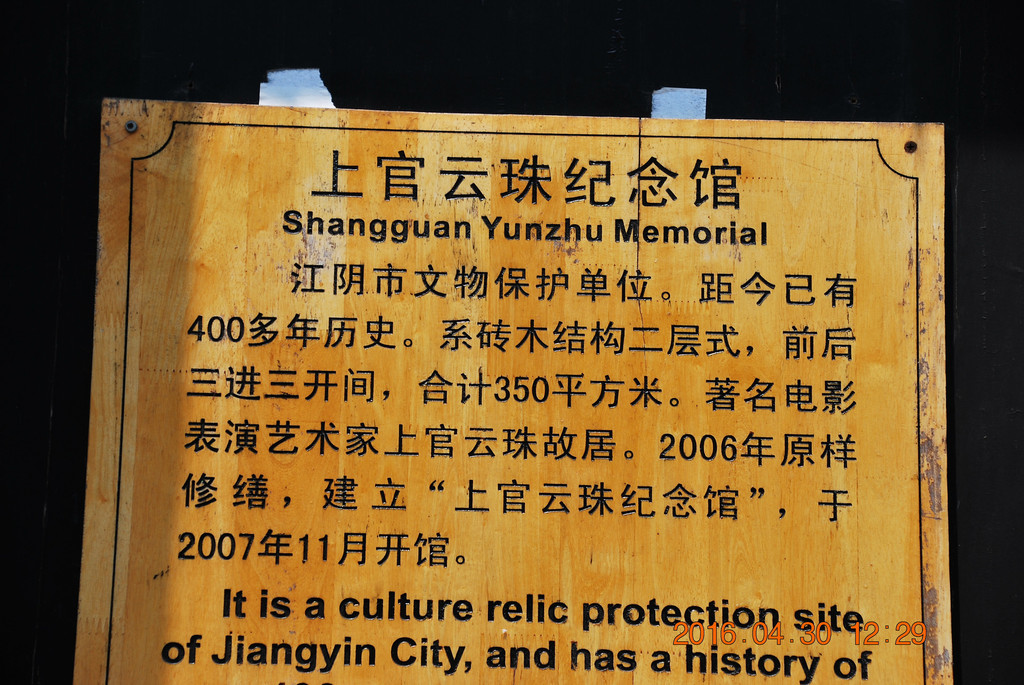 上官云珠纪念馆
Shangguan Yunzhu Memorial
江阴市文物保护单位。距今已有
400多年历史。系砖木结构二层式，前后
三进三开间，合计350平方米。著名电影
表演艺术家上官云珠故居。2006年原样
修缮，建立“上官云珠纪念馆”，于
2007年11月开馆。
It is a culture relic protection site
of Jiangyin City, and has a history of
2016.04.30 12:29